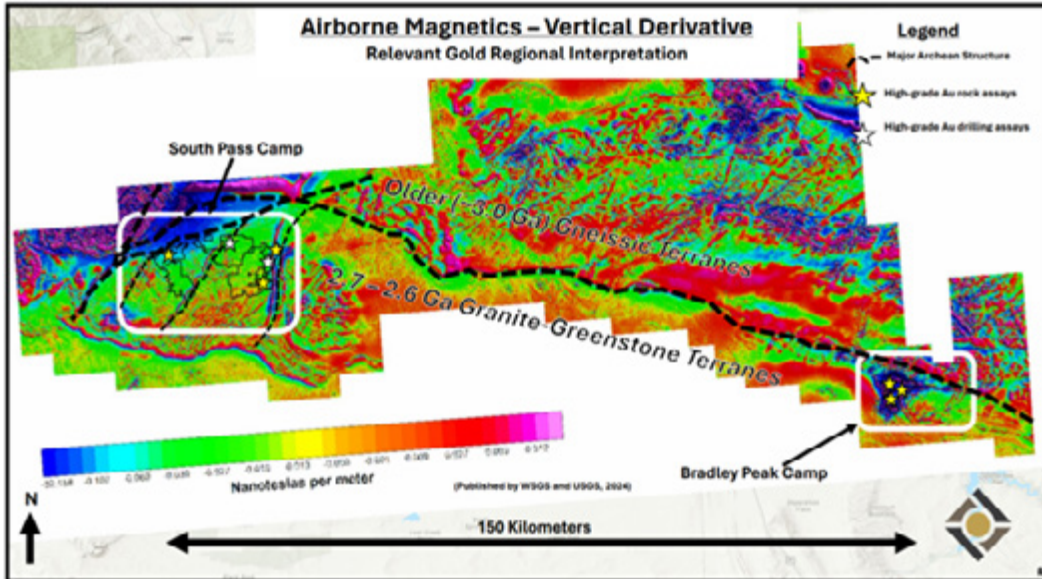 Airborne Magnetics – Vertical Derivative
Relevant Gold Regional Interpretation
Legend
Major Archean Structure
High-grade Au rock assays
High-grade Au drilling assays
South Pass Camp
Older (~3.0 Ga) Gneissic Terranes
2.7 – 2.6 Ga Granite-Greenstone Terranes
Nanoteslas per meter
(Published by WSGS and USGS, 2024)
Bradley Peak Camp
N
150 Kilometers